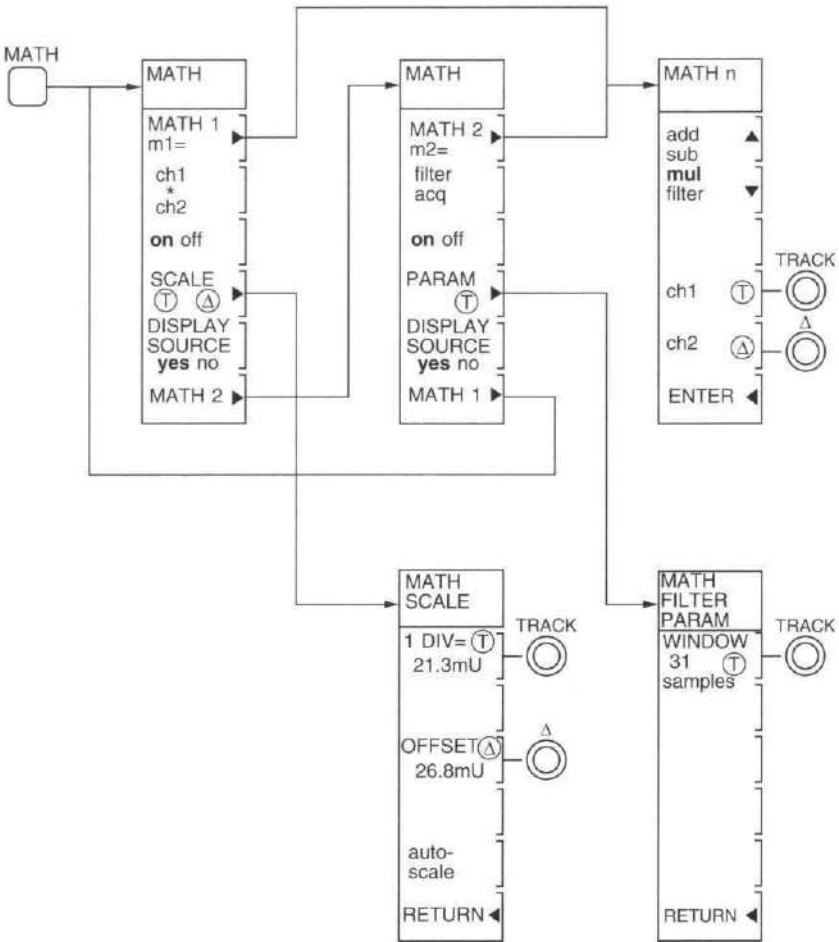 MATH
MATH
MATH 1
m1=
ch1
*
ch2
on off
SCALE
Ⓣ Ⓐ
DISPLAY
SOURCE
yes no
MATH 2
MATH
MATH 2
m2=
filter
acq
on off
PARAM
Ⓣ
DISPLAY
SOURCE
yes no
MATH 1
MATH n
add
sub
mul
filter
TRACK
ch1 Ⓣ
Δ
ch2 Δ
ENTER
MATH
SCALE
TRACK
1 DIV= Ⓣ
21.3mU
Δ
OFFSET Δ
26.8mU
auto-
scale
RETURN
MATH
FILTER
PARAM
TRACK
WINDOW
31 Ⓣ
samples
RETURN